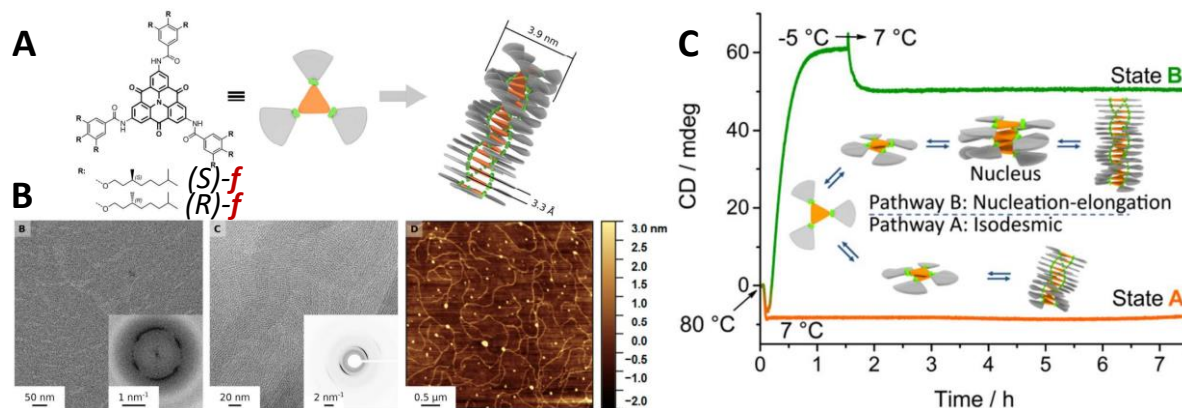 A
R
R
R
O
NH
O
O
N
O
HN
O
R
R
R
O
NH
R
R
R
R:
O
(S)
(S)-f
O
(R)
(R)-f
≡
3.9 nm
3.3 Å
B
B
50 nm
1 nm⁻¹
C
20 nm
2 nm⁻¹
D
0.5 µm
3.0 nm
2.5
2.0
1.5
1.0
0.5
0.0
−0.5
−1.0
−2.0
C
CD / mdeg
60
40
20
0
-5 °C
7 °C
State B
Nucleus
Pathway B: Nucleation-elongation
Pathway A: Isodesmic
State A
80 °C
7 °C
0
1
2
3
4
5
6
7
Time / h